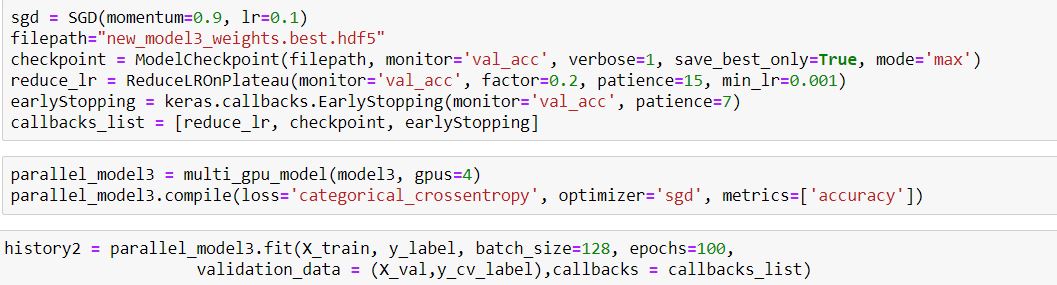 sgd = SGD(momentum=0.9, lr=0.1)
filepath="new_model3_weights.best.hdf5"
checkpoint = ModelCheckpoint(filepath, monitor='val_acc', verbose=1, save_best_only=True, mode='max')
reduce_lr = ReduceLROnPlateau(monitor='val_acc', factor=0.2, patience=15, min_lr=0.001)
earlyStopping = keras.callbacks.EarlyStopping(monitor='val_acc', patience=7)
callbacks_list = [reduce_lr, checkpoint, earlyStopping]
parallel_model3 = multi_gpu_model(model3, gpus=4)
parallel_model3.compile(loss='categorical_crossentropy', optimizer='sgd', metrics=['accuracy'])
history2 = parallel_model3.fit(X_train, y_label, batch_size=128, epochs=100,
validation_data = (X_val,y_cv_label),callbacks = callbacks_list)